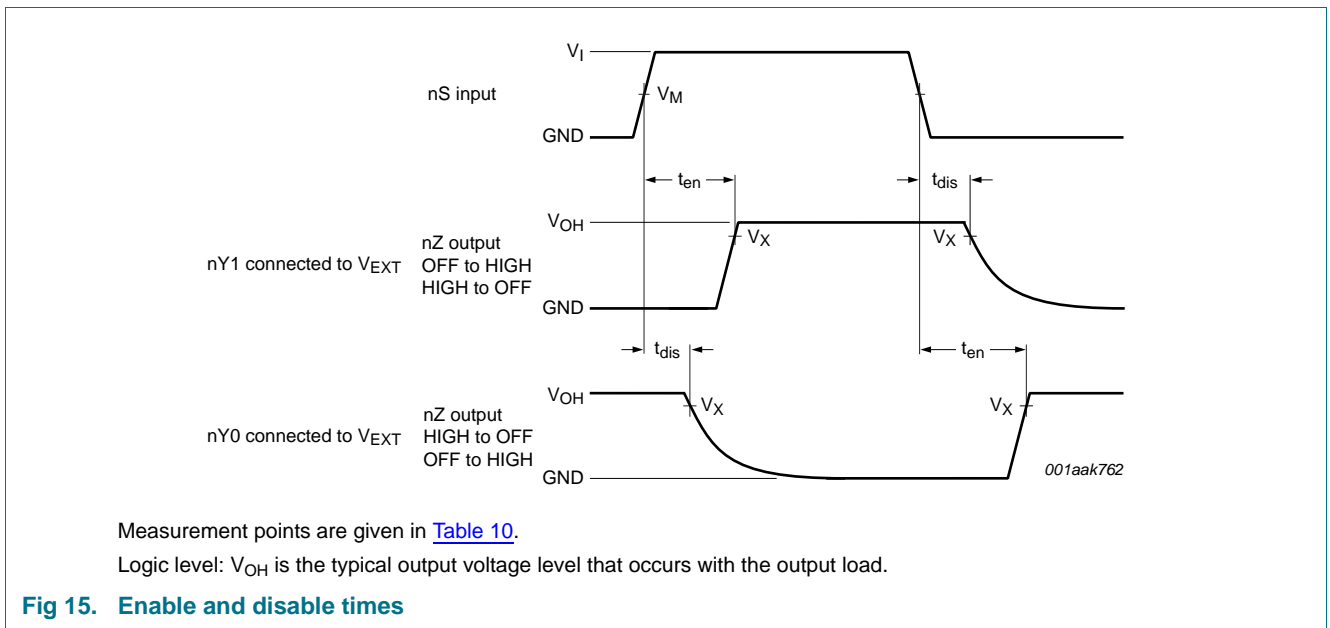 V_I
nS input
V_M
GND
t_en
t_dis
V_OH
V_X
V_X
nY1 connected to V_EXT
nZ output
OFF to HIGH
HIGH to OFF
GND
t_dis
t_en
V_OH
V_X
V_X
nY0 connected to V_EXT
nZ output
HIGH to OFF
OFF to HIGH
GND
001aak762
Measurement points are given in Table 10.
Logic level: V_OH is the typical output voltage level that occurs with the output load.
Fig 15. Enable and disable times